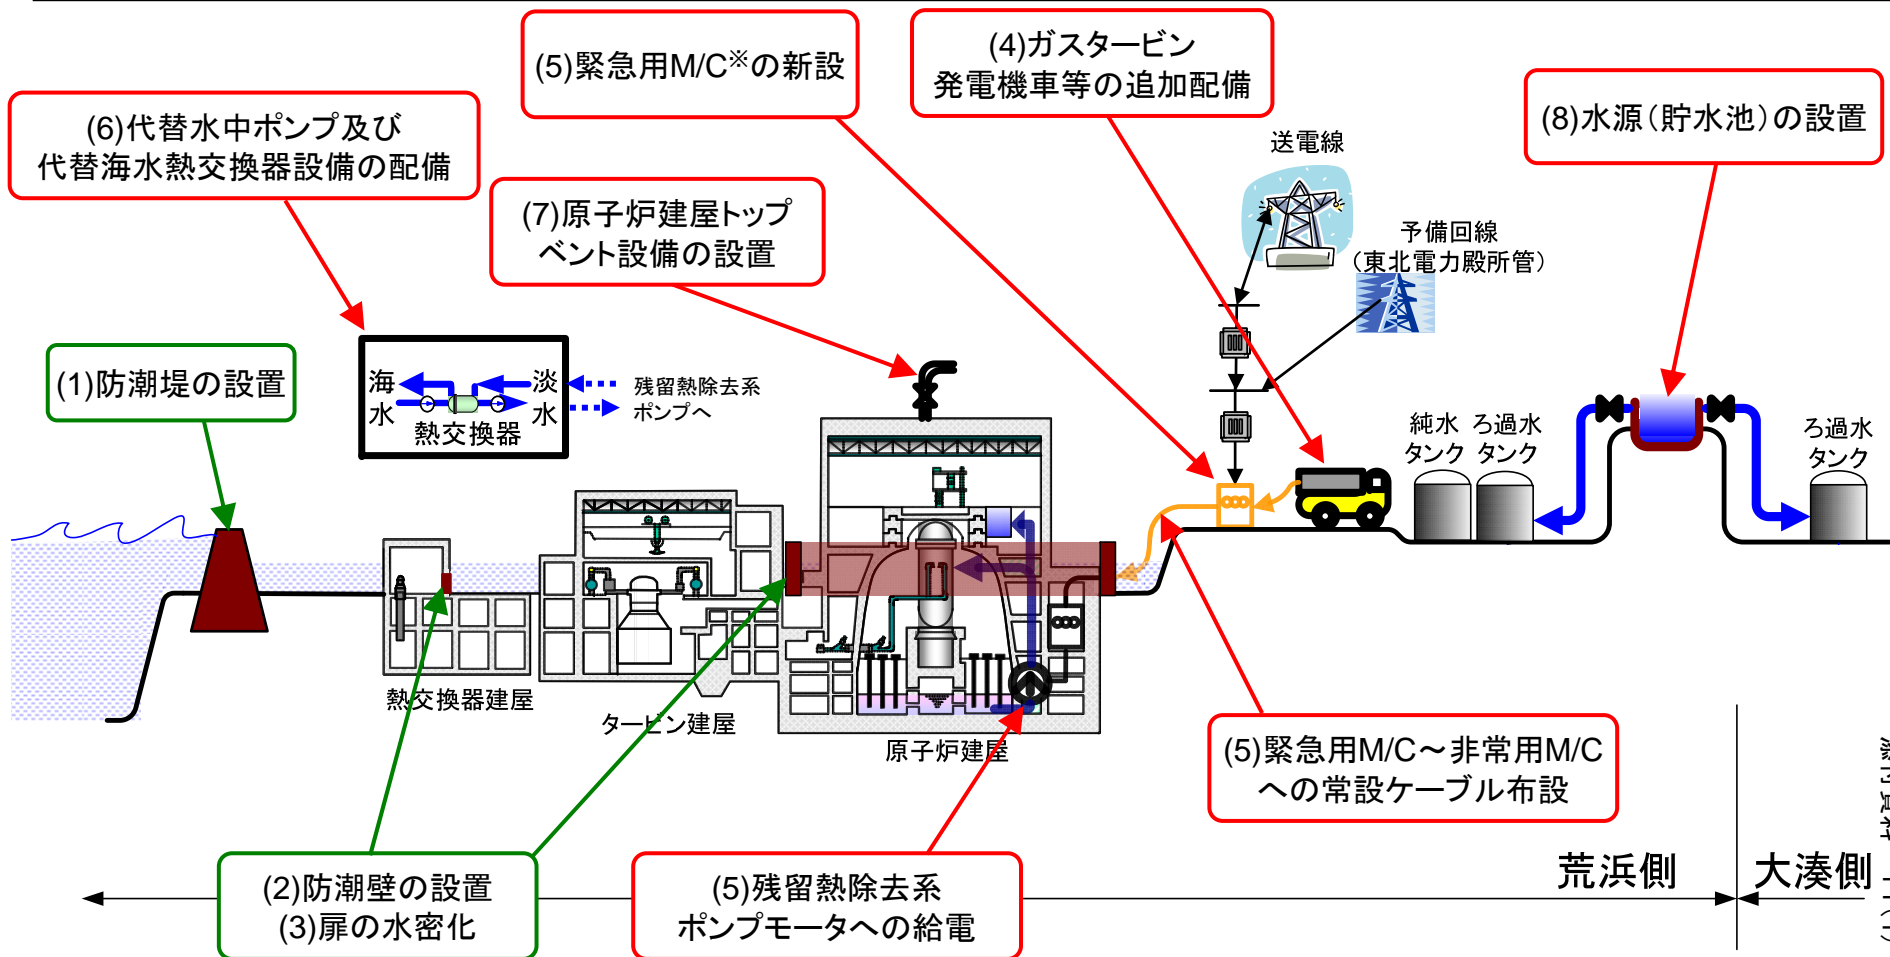 (5)緊急用M/C※の新設
(4)ガスタービン
発電機車等の追加配備
(8)水源(貯水池)の設置
(6)代替水中ポンプ及び
代替海水熱交換器設備の配備
(7)原子炉建屋トップ
ベント設備の設置
送電線
予備回線
(東北電力殿所管)
(1)防潮堤の設置
海水
淡水
熱交換器
残留熱除去系
ポンプへ
純水
タンク
ろ過水
タンク
ろ過水
タンク
熱交換器建屋
タービン建屋
原子炉建屋
(5)緊急用M/C~非常用M/C
への常設ケーブル布設
(2)防潮壁の設置
(3)扉の水密化
(5)残留熱除去系
ポンプモータへの給電
荒浜側
大湊側